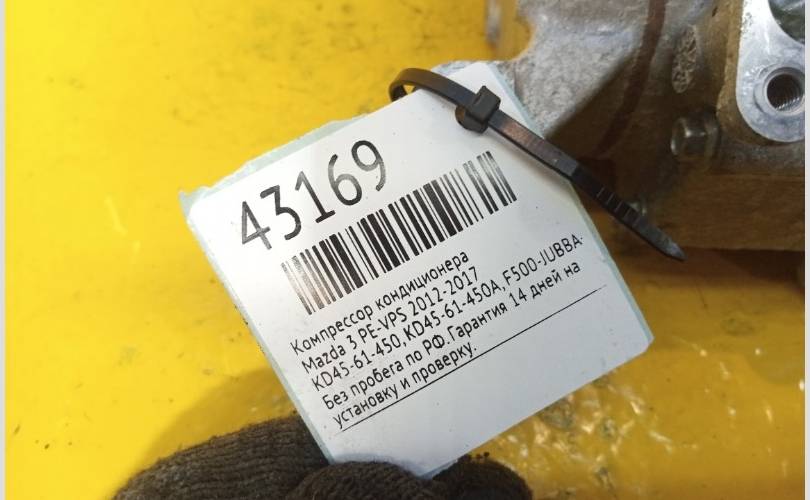 43169
Компрессор кондиционера
Mazda 3 PE-VPS 2012-2017
KD45-61-450, KD45-61-450A, F500-JUBBA-
Без пробега по РФ. Гарантия 14 дней на
установку и проверку.